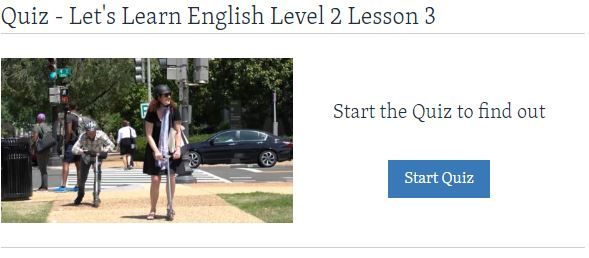 Quiz - Let's Learn English Level 2 Lesson 3
Start the Quiz to find out
Start Quiz